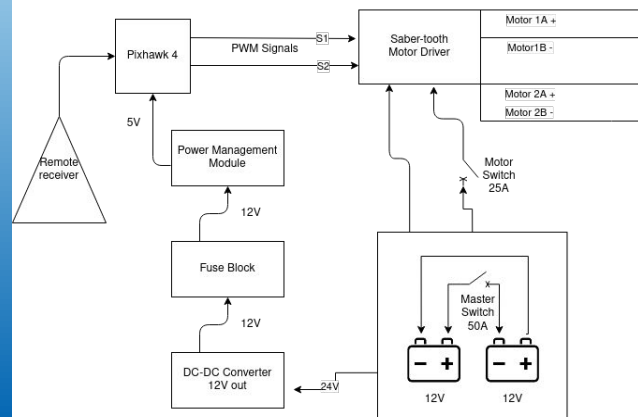 Pixhawk 4
S1
PWM Signals
S2
Saber-tooth
Motor Driver
Motor 1A +
Motor1B -
Motor 2A +
Motor 2B -
Remote
receiver
5V
Power Management
Module
12V
Fuse Block
12V
DC-DC Converter
12V out
24V
Motor
Switch
25A
Master
Switch
50A
12V
12V